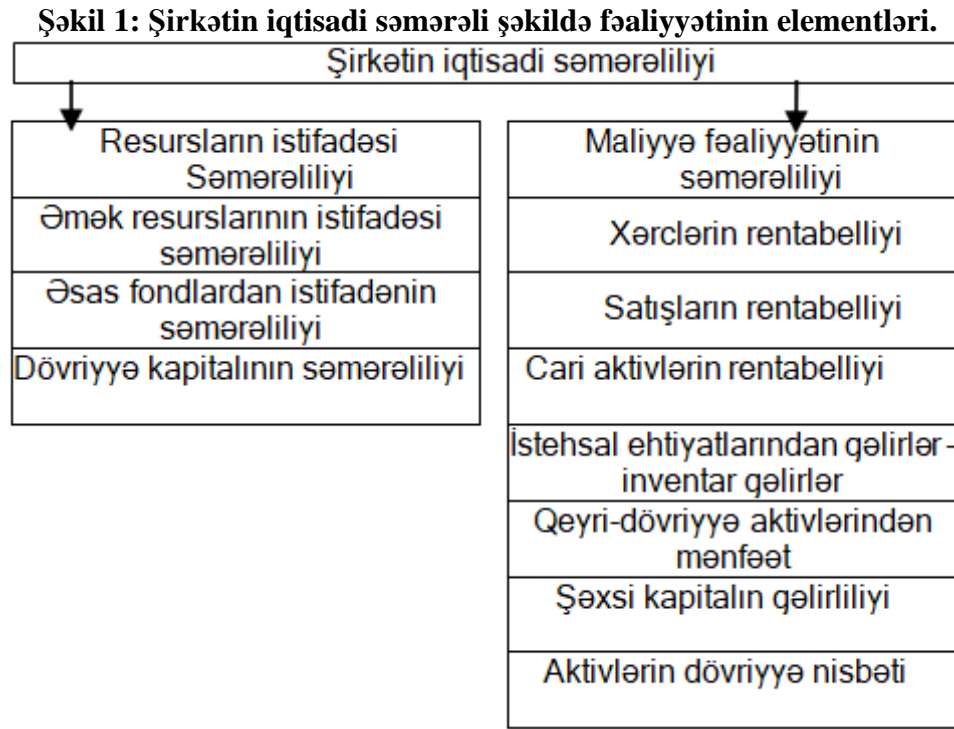 Şəkil 1: Şirkətin iqtisadi səmərəli şəkildə fəaliyyətinin elementləri.
Şirkətin iqtisadi səmərəliliyi
Resursların istifadəsi
Səmərəliliyi
Əmək resurslarının istifadəsi
səmərəliliyi
Əsas fondlardan istifadənin
səmərəliliyi
Dövriyyə kapitalının səmərəliliyi
Maliyyə fəaliyyətinin
səmərəliliyi
Xərclərin rentabelliyi
Satışların rentabelliyi
Cari aktivlərin rentabelliyi
İstehsal ehtiyatlarından gəlirlər -
inventar gəlirlər
Qeyri-dövriyyə aktivlərindən
mənfəət
Şəxsi kapitalın gəlirliliyi
Aktivlərin dövriyyə nisbəti